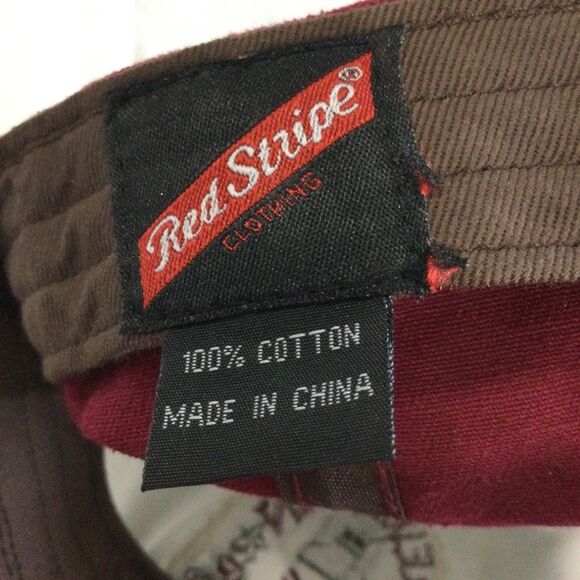 Red Stripe®
CLOTHING
100% COTTON
MADE IN CHINA